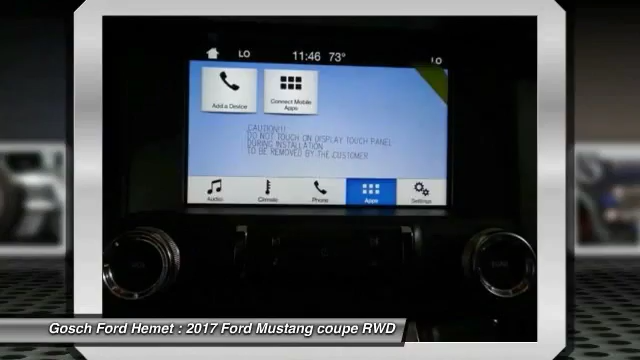 LO 11:46 73° LO
Add a Device
Connect Mobile
Apps
CAUTION!!!
DO NOT TOUCH ON DISPLAY TOUCH PANEL
DURING INSTALLATION
TO BE REMOVED BY THE CUSTOMER
Audio Climate Phone Apps Settings
Gosch Ford Hemet : 2017 Ford Mustang coupe RWD